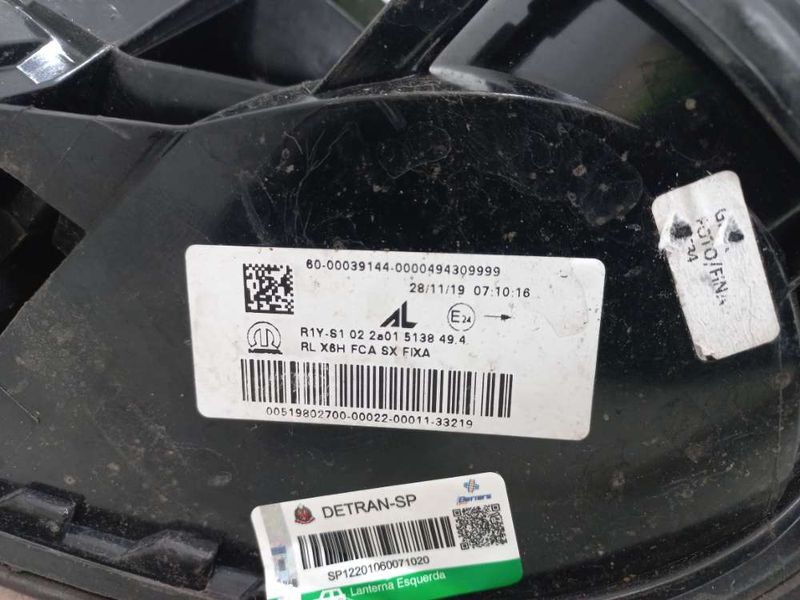 60-00039144-0000494309999
28/11/19 07:10:16
AL
E24
R1Y-S1 02 2a01 5138 49.4
RL X6H FCA SX FIXA
00519802700-00022-00011-33219
DETRAN-SP
SP12201060071020
Lanterna Esquerda